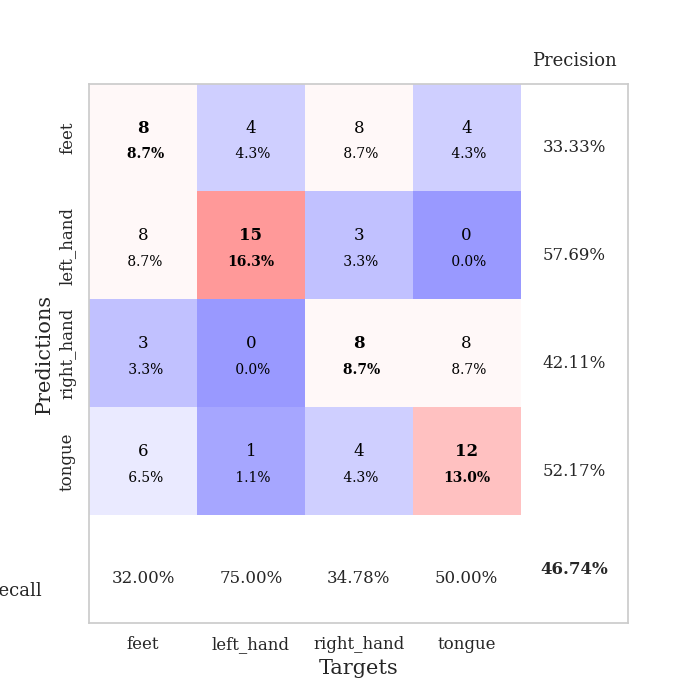 Precision
feet
8 4 8 4
8.7% 4.3% 8.7% 4.3%
33.33%
left_hand
8 15 3 0
8.7% 16.3% 3.3% 0.0%
57.69%
Predictions
right_hand
3 0 8 8
3.3% 0.0% 8.7% 8.7%
42.11%
tongue
6 1 4 12
6.5% 1.1% 4.3% 13.0%
52.17%
ecall
32.00% 75.00% 34.78% 50.00%
46.74%
feet left_hand right_hand tongue
Targets